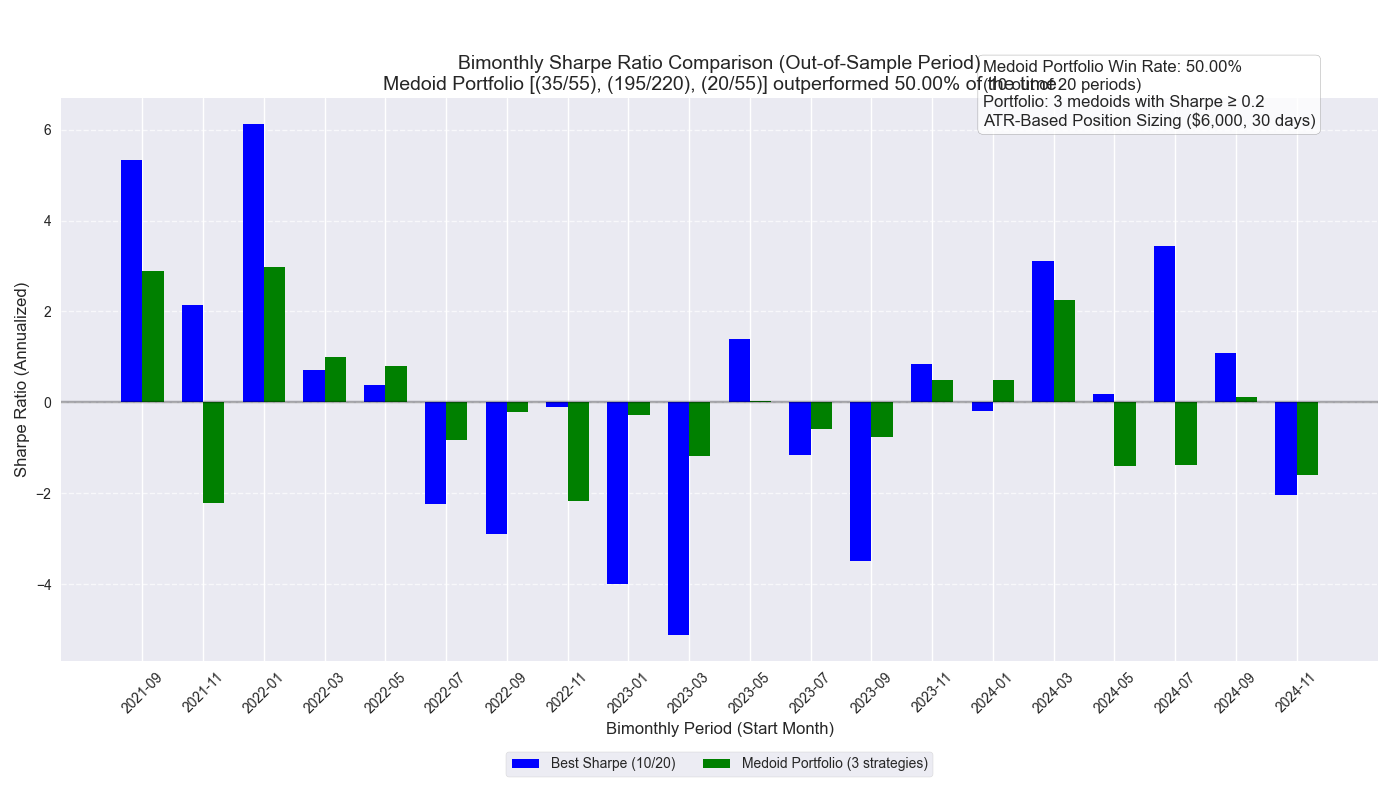 Bimonthly Sharpe Ratio Comparison (Out-of-Sample Period)
Medoid Portfolio [(35/55), (195/220), (20/55)] outperformed 50.00% of the time
Medoid Portfolio Win Rate: 50.00%
(10 out of 20 periods)
Portfolio: 3 medoids with Sharpe ≥ 0.2
ATR-Based Position Sizing ($6,000, 30 days)
Sharpe Ratio (Annualized)
6
4
2
0
−2
−4
2021-09
2021-11
2022-01
2022-03
2022-05
2022-07
2022-09
2022-11
2023-01
2023-03
2023-05
2023-07
2023-09
2023-11
2024-01
2024-03
2024-05
2024-07
2024-09
2024-11
Bimonthly Period (Start Month)
Best Sharpe (10/20)
Medoid Portfolio (3 strategies)